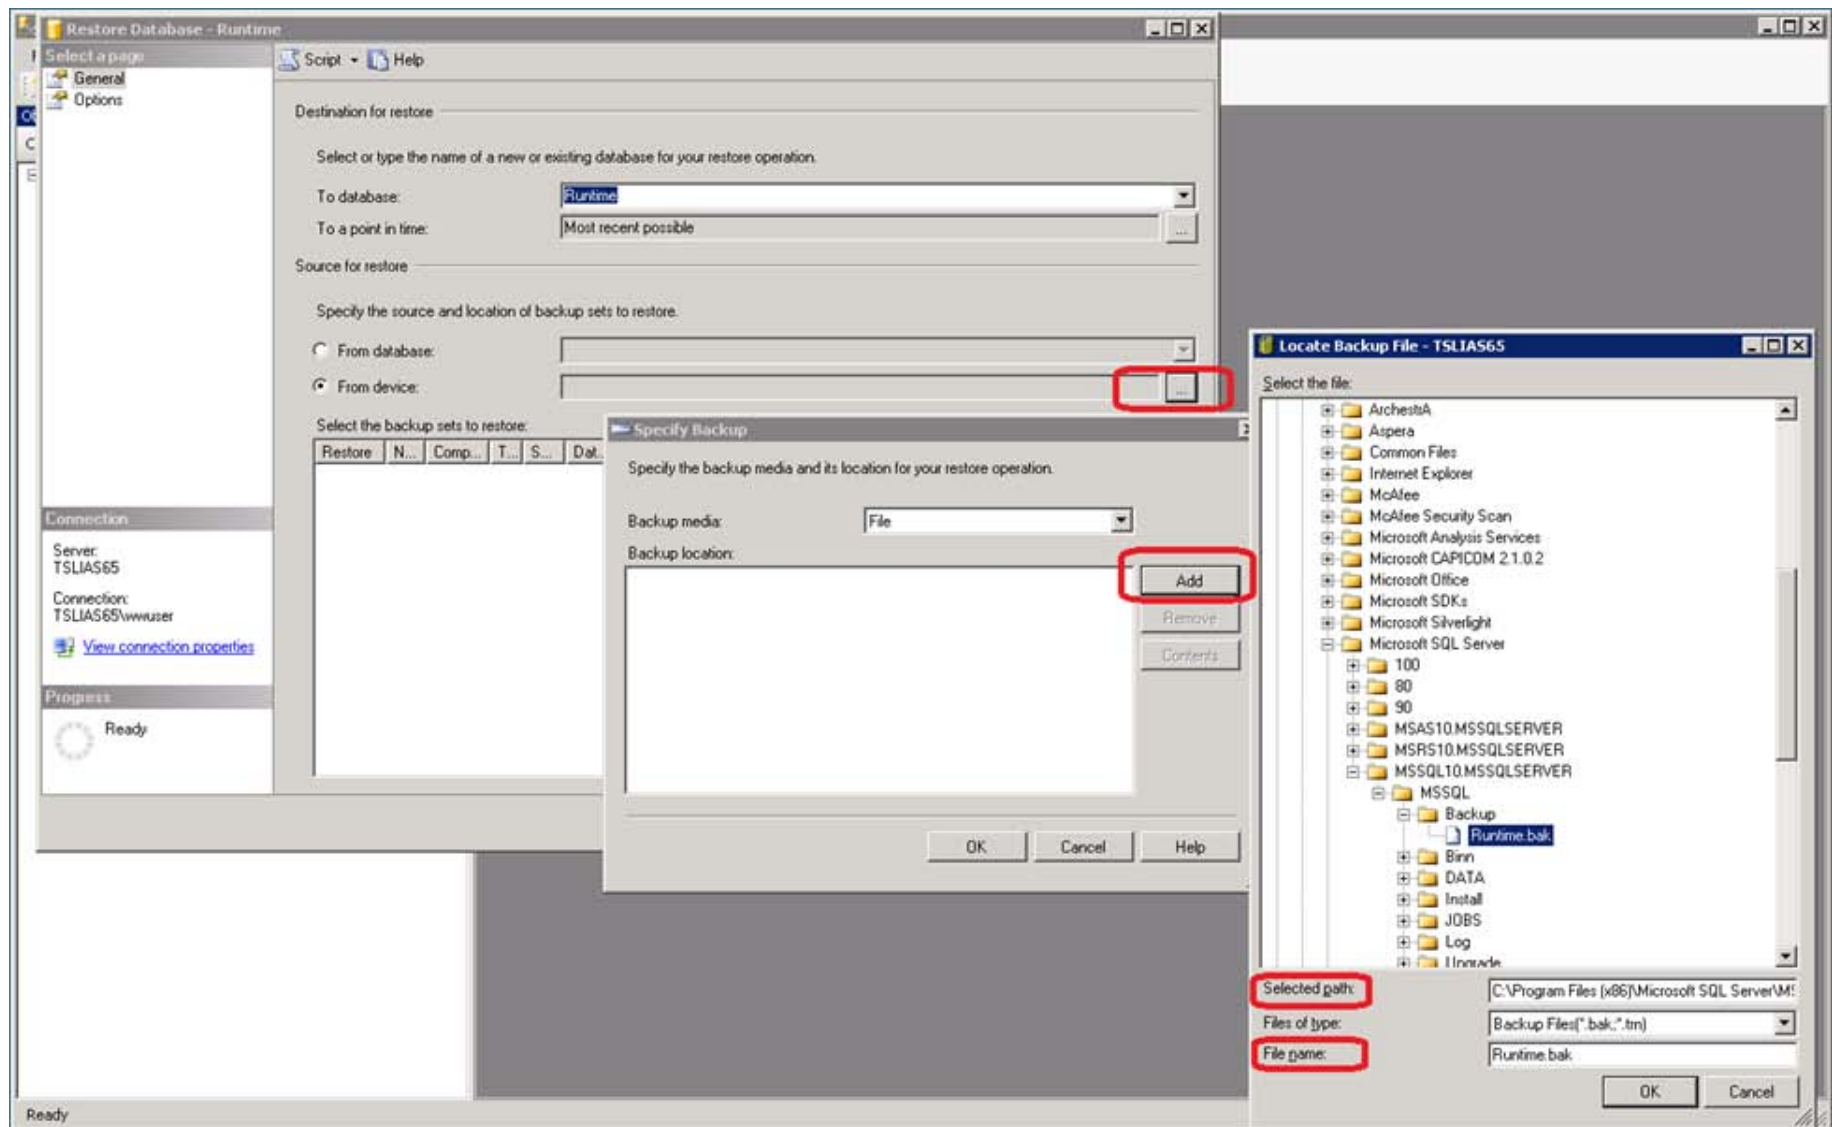 Restore Database - Runtime
Select a page
General
Options
Script
Help
Destination for restore
Select or type the name of a new or existing database for your restore operation.
To database:
Runtime
To a point in time:
Most recent possible
...
Source for restore
Specify the source and location of backup sets to restore.
From database:
From device:
...
Select the backup sets to restore:
Restore N... Comp... T... S... Dat...
Connection
Server:
TSLIAS65
Connection:
TSLIAS65\wwuser
View connection properties
Progress
Ready
Specify Backup
Specify the backup media and its location for your restore operation.
Backup media:
File
Backup location:
Add
Remove
Contents
OK
Cancel
Help
Locate Backup File - TSLIAS65
Select the file:
ArchestrA
Aspera
Common Files
Internet Explorer
McAfee
McAfee Security Scan
Microsoft Analysis Services
Microsoft CAPICOM 2.1.0.2
Microsoft Office
Microsoft SDKs
Microsoft Silverlight
Microsoft SQL Server
100
80
90
MSAS10.MSSQLSERVER
MSRS10.MSSQLSERVER
MSSQL10.MSSQLSERVER
MSSQL
Backup
Runtime.bak
Binn
DATA
Install
JOBS
Log
Upgrade
Selected path:
C:\Program Files (x86)\Microsoft SQL Server\MS
Files of type:
Backup Files(*.bak;*.trn)
File name:
Runtime.bak
OK
Cancel
Ready